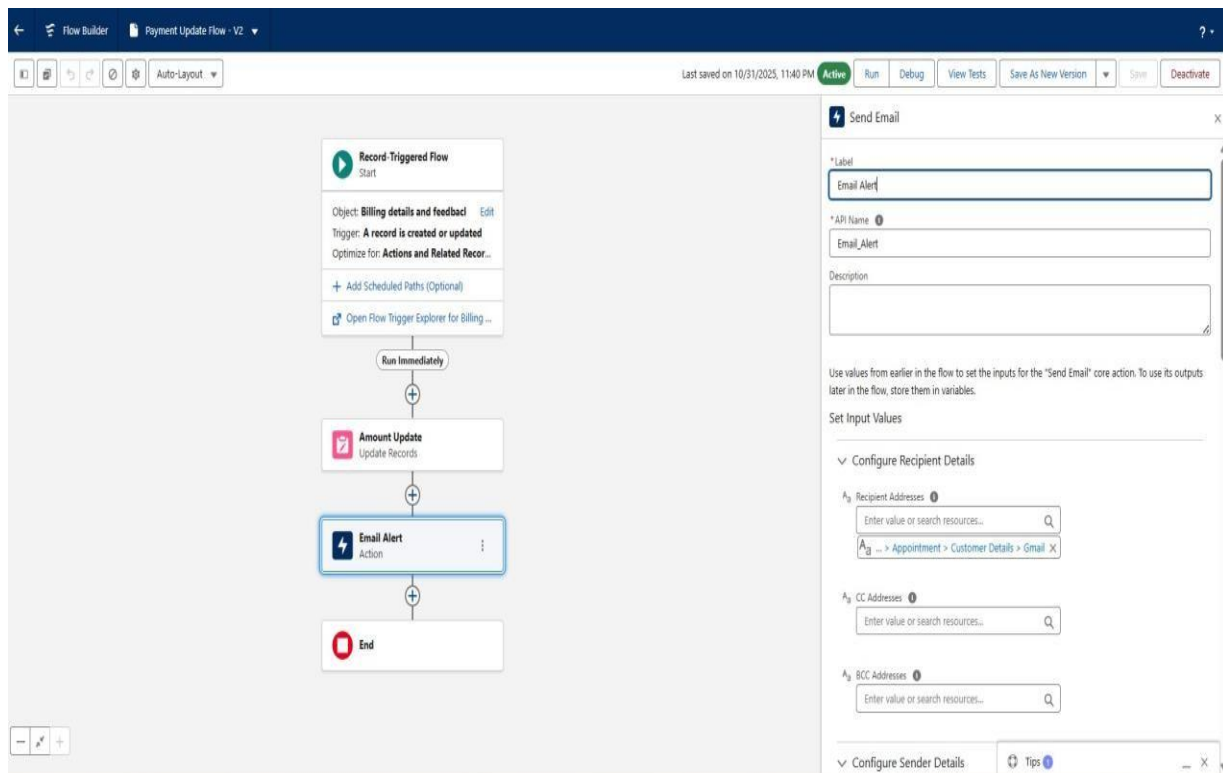 Flow Builder
Payment Update Flow - V2
?
Auto-Layout
Last saved on 10/31/2025, 11:40 PM
Active
Run
Debug
View Tests
Save As New Version
Save
Deactivate
Record-Triggered Flow
Start
Object: Billing details and feedbacl Edit
Trigger: A record is created or updated
Optimize for: Actions and Related Recor...
+ Add Scheduled Paths (Optional)
Open Flow Trigger Explorer for Billing ...
Run Immediately
Amount Update
Update Records
Email Alert
Action
End
Send Email
*Label
Email Alert
*API Name
Email_Alert
Description
Use values from earlier in the flow to set the inputs for the "Send Email" core action. To use its outputs
later in the flow, store them in variables.
Set Input Values
Configure Recipient Details
Aa Recipient Addresses
Enter value or search resources...
Aa ... > Appointment > Customer Details > Gmail X
Aa CC Addresses
Enter value or search resources...
Aa BCC Addresses
Enter value or search resources...
Configure Sender Details
Tips 1